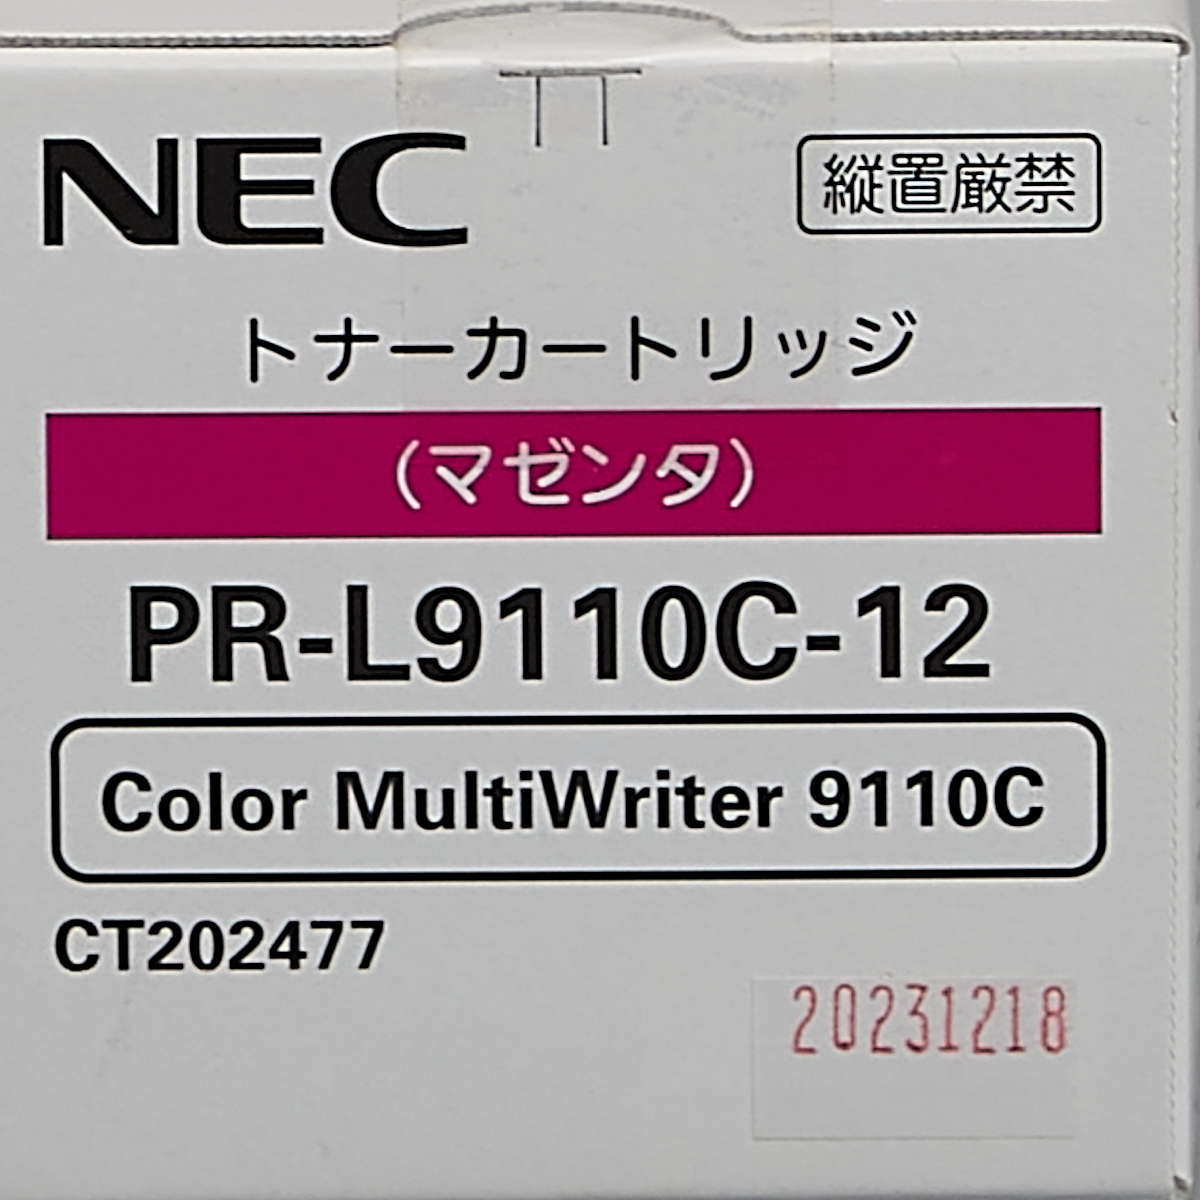 NEC
縦置厳禁
トナーカートリッジ
(マゼンタ)
PR-L9110C-12
Color MultiWriter 9110C
CT202477
20231218